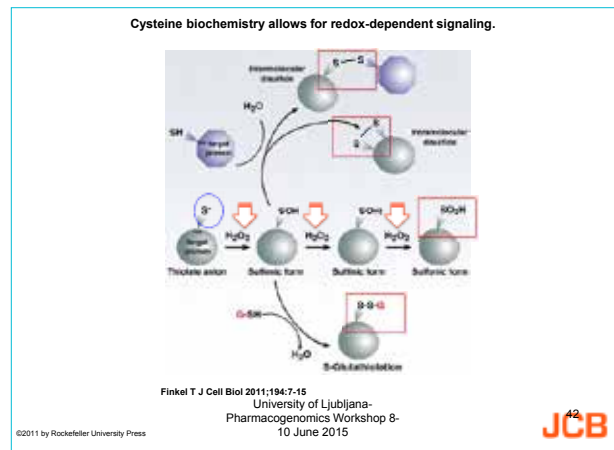 Cysteine biochemistry allows for redox-dependent signaling.
Intermolecular
disulfide
S
S
H₂O
SH
target
protein
S
S
Intramolecular
disulfide
S⁻
SOH
SO₂H
H₂O₂
H₂O₂
H₂O₂
target
protein
Thiolate anion
Sulfenic form
Sulfinic form
Sulfonic form
G-SH
S-S-G
H₂O
S-Glutathiolation
Finkel T J Cell Biol 2011;194:7-15
University of Ljubljana-
Pharmacogenomics Workshop 8-
10 June 2015
©2011 by Rockefeller University Press
42
JCB